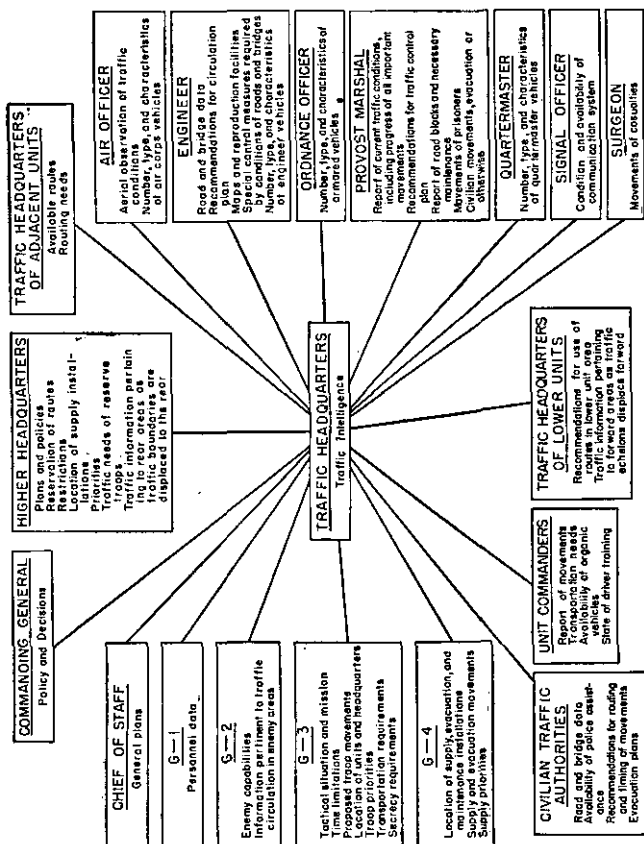 COMMANDING GENERAL
Policy and Decisions
HIGHER HEADQUARTERS
Plans and policies
Reservation of routes
Restrictions
Location of supply instal-
lations
Priorities
Traffic needs of reserve
troops
Traffic information pertain-
ing to rear areas as
traffic boundaries are
displaced to the rear
TRAFFIC HEADQUARTERS
OF ADJACENT UNITS
Available routes
Routing needs
CHIEF OF STAFF
General plans
G-1
Personnel data
G-2
Enemy capabilities
Information pertinent to traffic
circulation in enemy areas
G-3
Tactical situation and mission
Time limitations
Proposed troop movements
Location of units and headquarters
Troop priorities
Transportation requirements
Secrecy requirements
G-4
Location of supply, evacuation, and
maintenance installations
Supply and evacuation movements
Supply priorities
TRAFFIC HEADQUARTERS
Traffic Intelligence
AIR OFFICER
Aerial observation of traffic
conditions
Number, type, and characteristics
of air corps vehicles
ENGINEER
Road and bridge data
Recommendations for circulation
plan
Maps and reproduction facilities
Special control measures required
by conditions of roads and bridges
Number, type, and characteristics
of engineer vehicles
ORDNANCE OFFICER
Number, type, and characteristics of
armored vehicles
PROVOST MARSHAL
Report of current traffic conditions,
including progress of all important
movements
Recommendations for traffic control
plan
Report of road blocks and necessary
maintenance
Movements of prisoners
Civilian movements, evacuation or
otherwise
QUARTERMASTER
Number, type, and characteristics
of quartermaster vehicles
SIGNAL OFFICER
Condition and availability of
communication system
SURGEON
Movements of casualties
CIVILIAN TRAFFIC
AUTHORITIES
Road and bridge data
Availability of police assist-
ance
Recommendations for routing
and timing of movements
Evacuation plans
UNIT COMMANDERS
Report of movements
Transportation needs
Availability of organic
vehicles
State of driver training
TRAFFIC HEADQUARTERS
OF LOWER UNITS
Recommendations for use of
routes in lower unit area
Traffic information pertaining
to forward areas as traffic
echelons displace forward